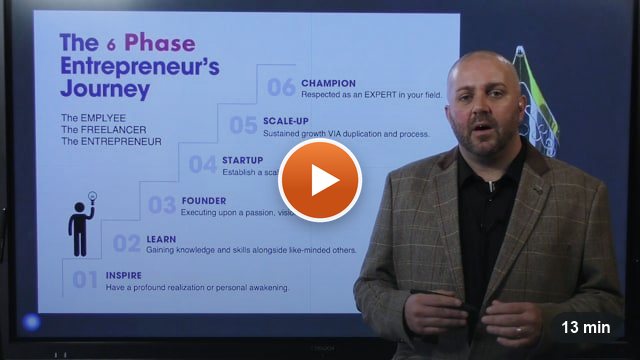 The 6 Phase
Entrepreneur's
Journey
The EMPLYEE
The FREELANCER
The ENTREPRENEUR
06 CHAMPION
Respected as an EXPERT in your field.
05 SCALE-UP
Sustained growth VIA duplication and process.
04 STARTUP
Establish a
03 FOUNDER
Executing upon a passion,
02 LEARN
Gaining knowledge and skills alongside like-minded others.
01 INSPIRE
Have a profound realization or personal awakening.
13 min